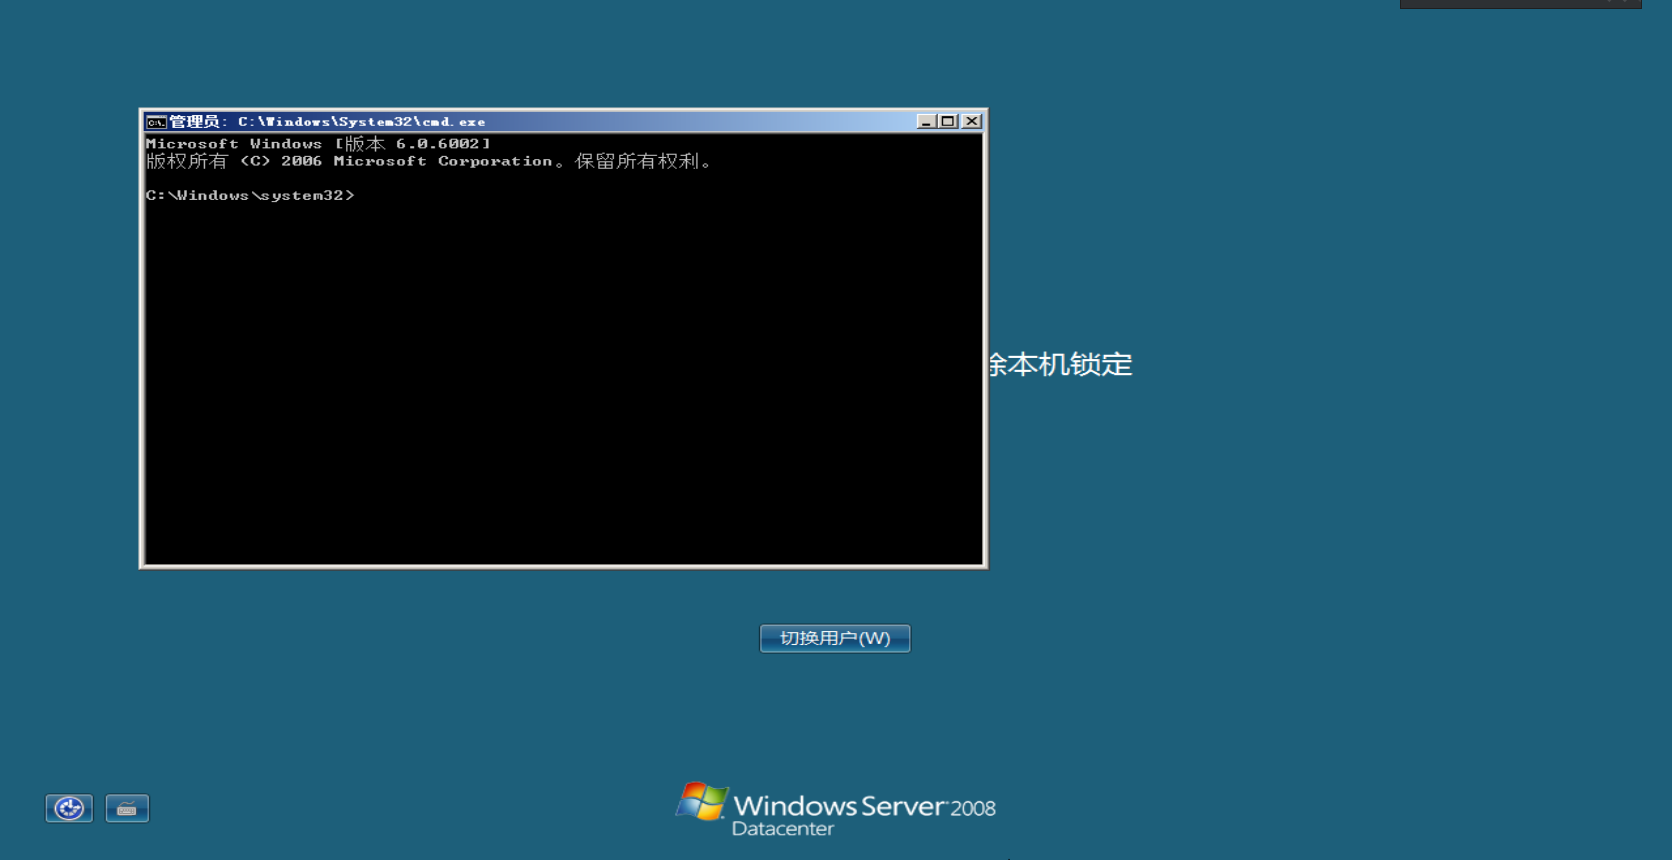 管理员: C:\Windows\System32\cmd.exe
Microsoft Windows [版本 6.0.6002]
版权所有 (C) 2006 Microsoft Corporation。保留所有权利。
C:\Windows\system32>
本机锁定
切换用户(W)
Windows Server 2008
Datacenter